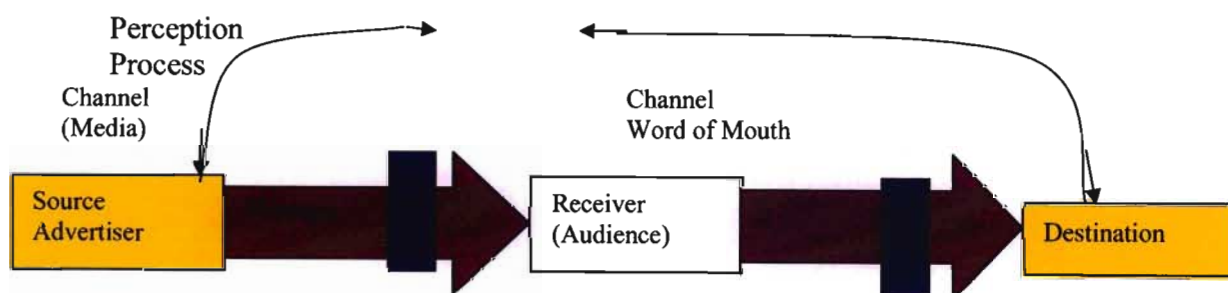 Perception
Process
Channel
(Media)
Channel
Word of Mouth
Source
Advertiser
Receiver
(Audience)
Destination